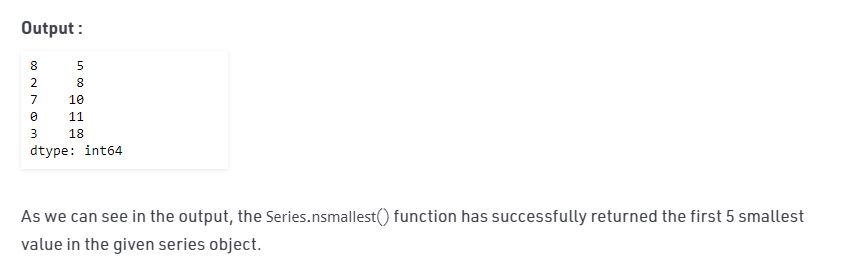 Output :
8 5
2 8
7 10
0 11
3 18
dtype: int64
As we can see in the output, the Series.nsmallest() function has successfully returned the first 5 smallest
value in the given series object.